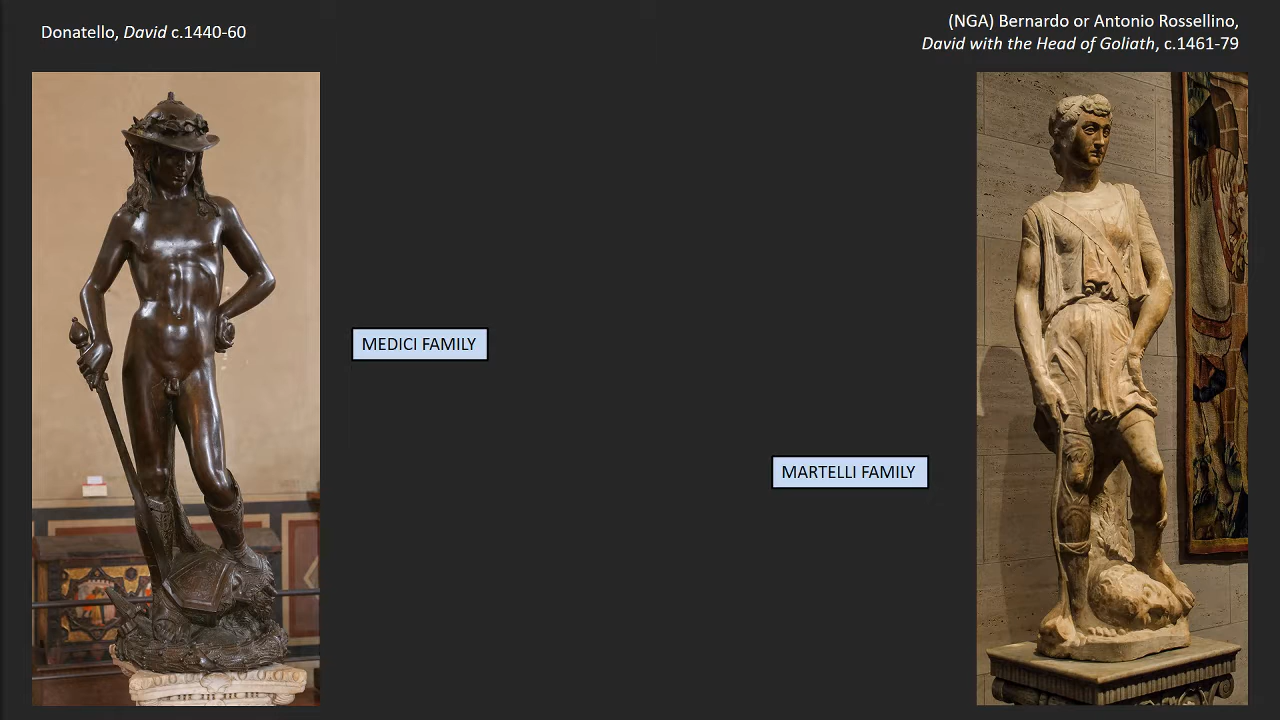 Donatello, David c.1440-60
(NGA) Bernardo or Antonio Rossellino,
David with the Head of Goliath, c.1461-79
MEDICI FAMILY
MARTELLI FAMILY